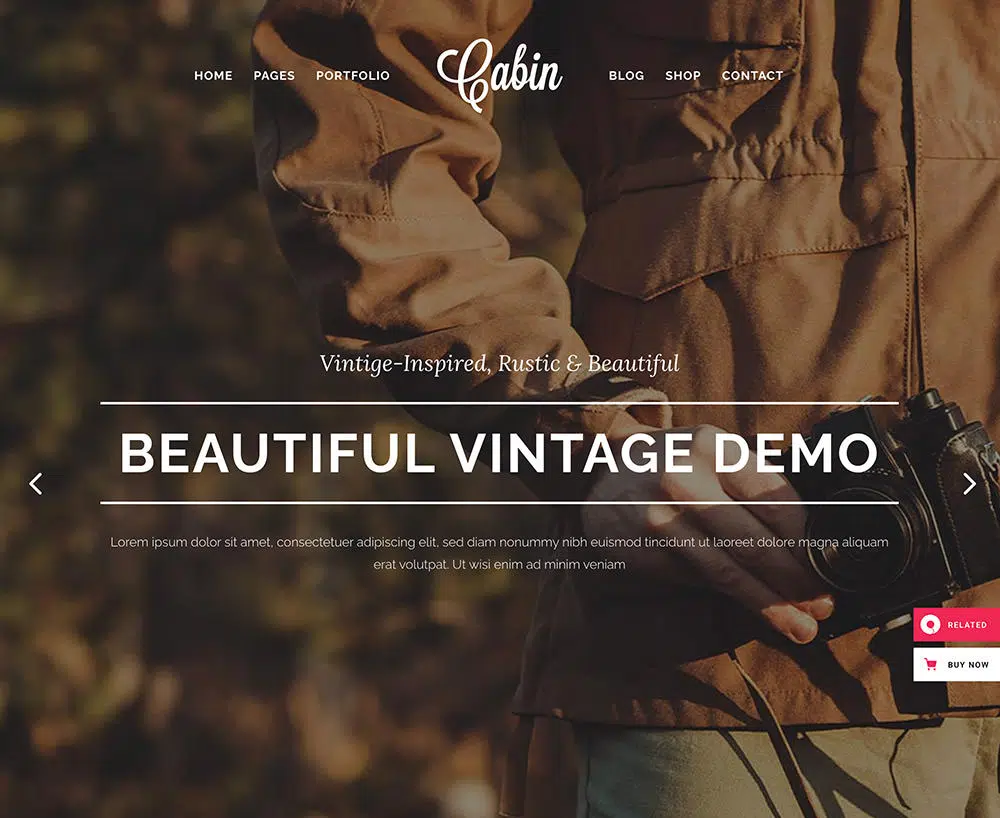 HOME PAGES PORTFOLIO Cabin BLOG SHOP CONTACT
Vintige-Inspired, Rustic & Beautiful
BEAUTIFUL VINTAGE DEMO
Lorem ipsum dolor sit amet, consectetuer adipiscing elit, sed diam nonummy nibh euismod tincidunt ut laoreet dolore magna aliquam
erat volutpat. Ut wisi enim ad minim veniam
RELATED
BUY NOW